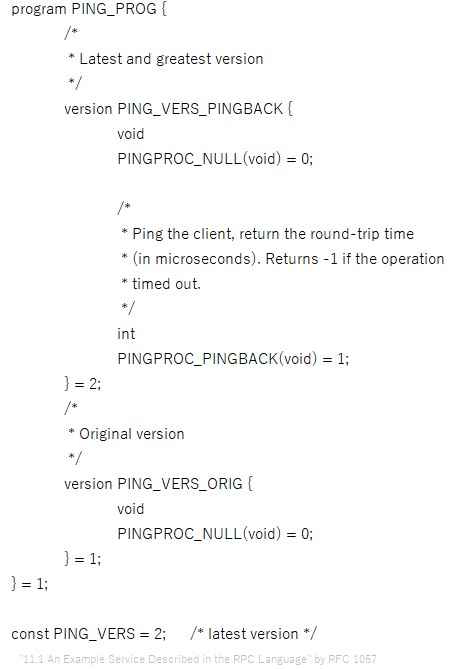 program PING_PROG {
/*
* Latest and greatest version
*/
version PING_VERS_PINGBACK {
void
PINGPROC_NULL(void) = 0;
/*
* Ping the client, return the round-trip time
* (in microseconds). Returns -1 if the operation
* timed out.
*/
int
PINGPROC_PINGBACK(void) = 1;
} = 2;
/*
* Original version
*/
version PING_VERS_ORIG {
void
PINGPROC_NULL(void) = 0;
} = 1;
} = 1;
const PING_VERS = 2; /* latest version */
"11.1 An Example Service Described in the RPC Language" by RFC 1057